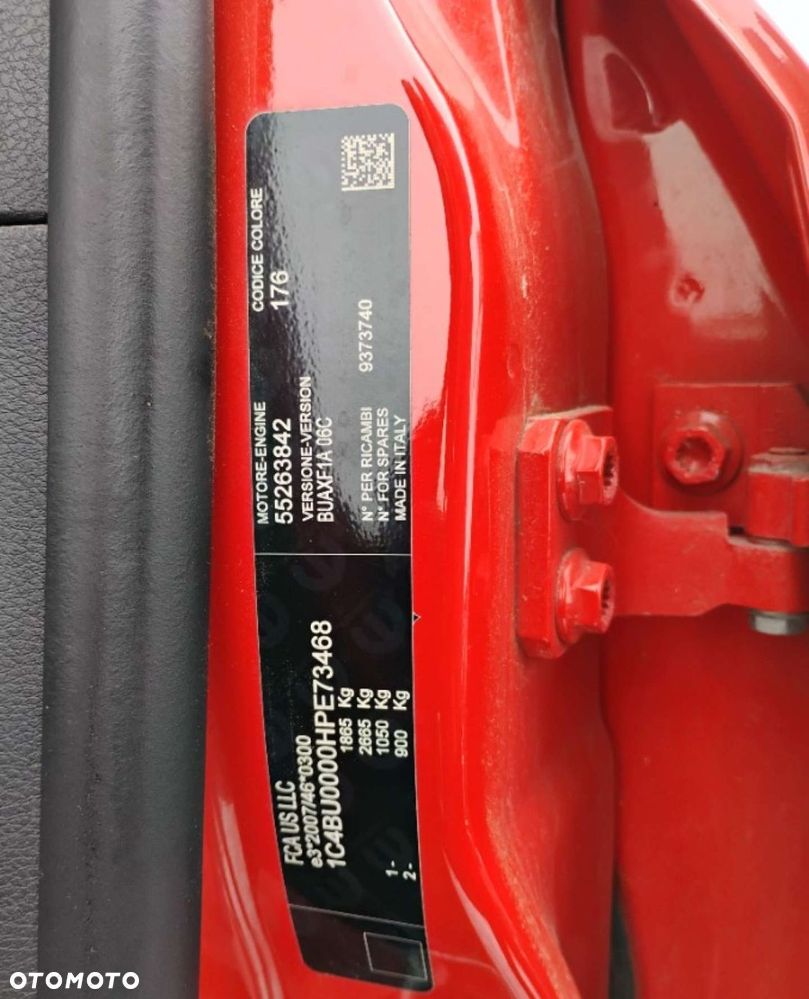 FCA US LLC
e3*2007/46*0300
1C4BU0000HPE73468
1865 Kg
2665 Kg
1- 1050 Kg
2- 900 Kg
MOTORE-ENGINE
55263842
VERSIONE-VERSION
BUAXF1A 06C
CODICE COLORE
176
N° PER RICAMBI 9373740
N° FOR SPARES
MADE IN ITALY
OTOMOTO